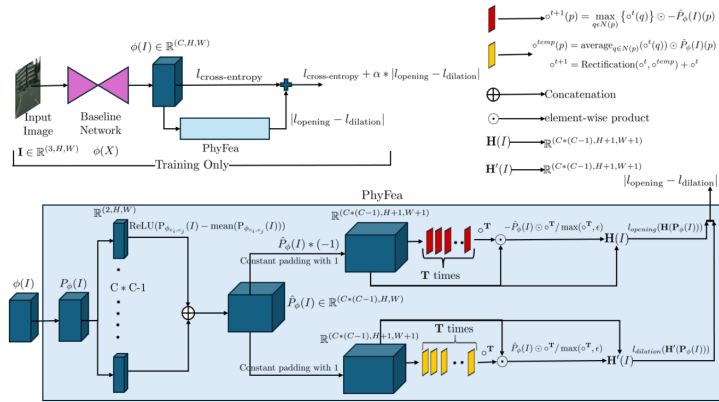 ϕ(I) ∈ ℝ^(C,H,W)
l_cross-entropy
l_cross-entropy + α * |l_opening − l_dilation|
Input
Image
Baseline
Network
PhyFea
|l_opening − l_dilation|
I ∈ ℝ^(3,H,W)
ϕ(X)
Training Only
∘^{t+1}(p) = max_{qϵN(p)} {∘^t(q)} ⊙ −P̂_ϕ(I)(p)
∘^{temp}(p) = average_{q∈N(p)}(∘^t(q)) ⊙ P̂_ϕ(I)(p)
∘^{t+1} = Rectification(∘^t, ∘^{temp}) + ∘^t
Concatenation
element-wise product
H(I)
ℝ^(C*(C−1),H+1,W+1)
H′(I)
ℝ^(C*(C−1),H+1,W+1)
|l_opening − l_dilation|
PhyFea
ℝ^(2,H,W)
ReLU(P_{ϕ_{c_i,c_j}}(I) − mean(P_{ϕ_{c_i,c_j}}(I)))
ϕ(I)
P_ϕ(I)
C * C-1
P̂_ϕ(I) * (−1)
Constant padding with 1
ℝ^(C*(C−1),H+1,W+1)
∘^T
T times
−P̂_ϕ(I) ⊙ ∘^T / max(∘^T, ϵ)
H(I)
l_opening(H(P_ϕ(I)))
P̂_ϕ(I) ∈ ℝ^(C*(C−1),H,W)
Constant padding with 1
ℝ^(C*(C−1),H+1,W+1)
T times
∘^T
P̂_ϕ(I) ⊙ ∘^T / max(∘^T, ϵ)
H′(I)
l_dilation(H′(P_ϕ(I)))